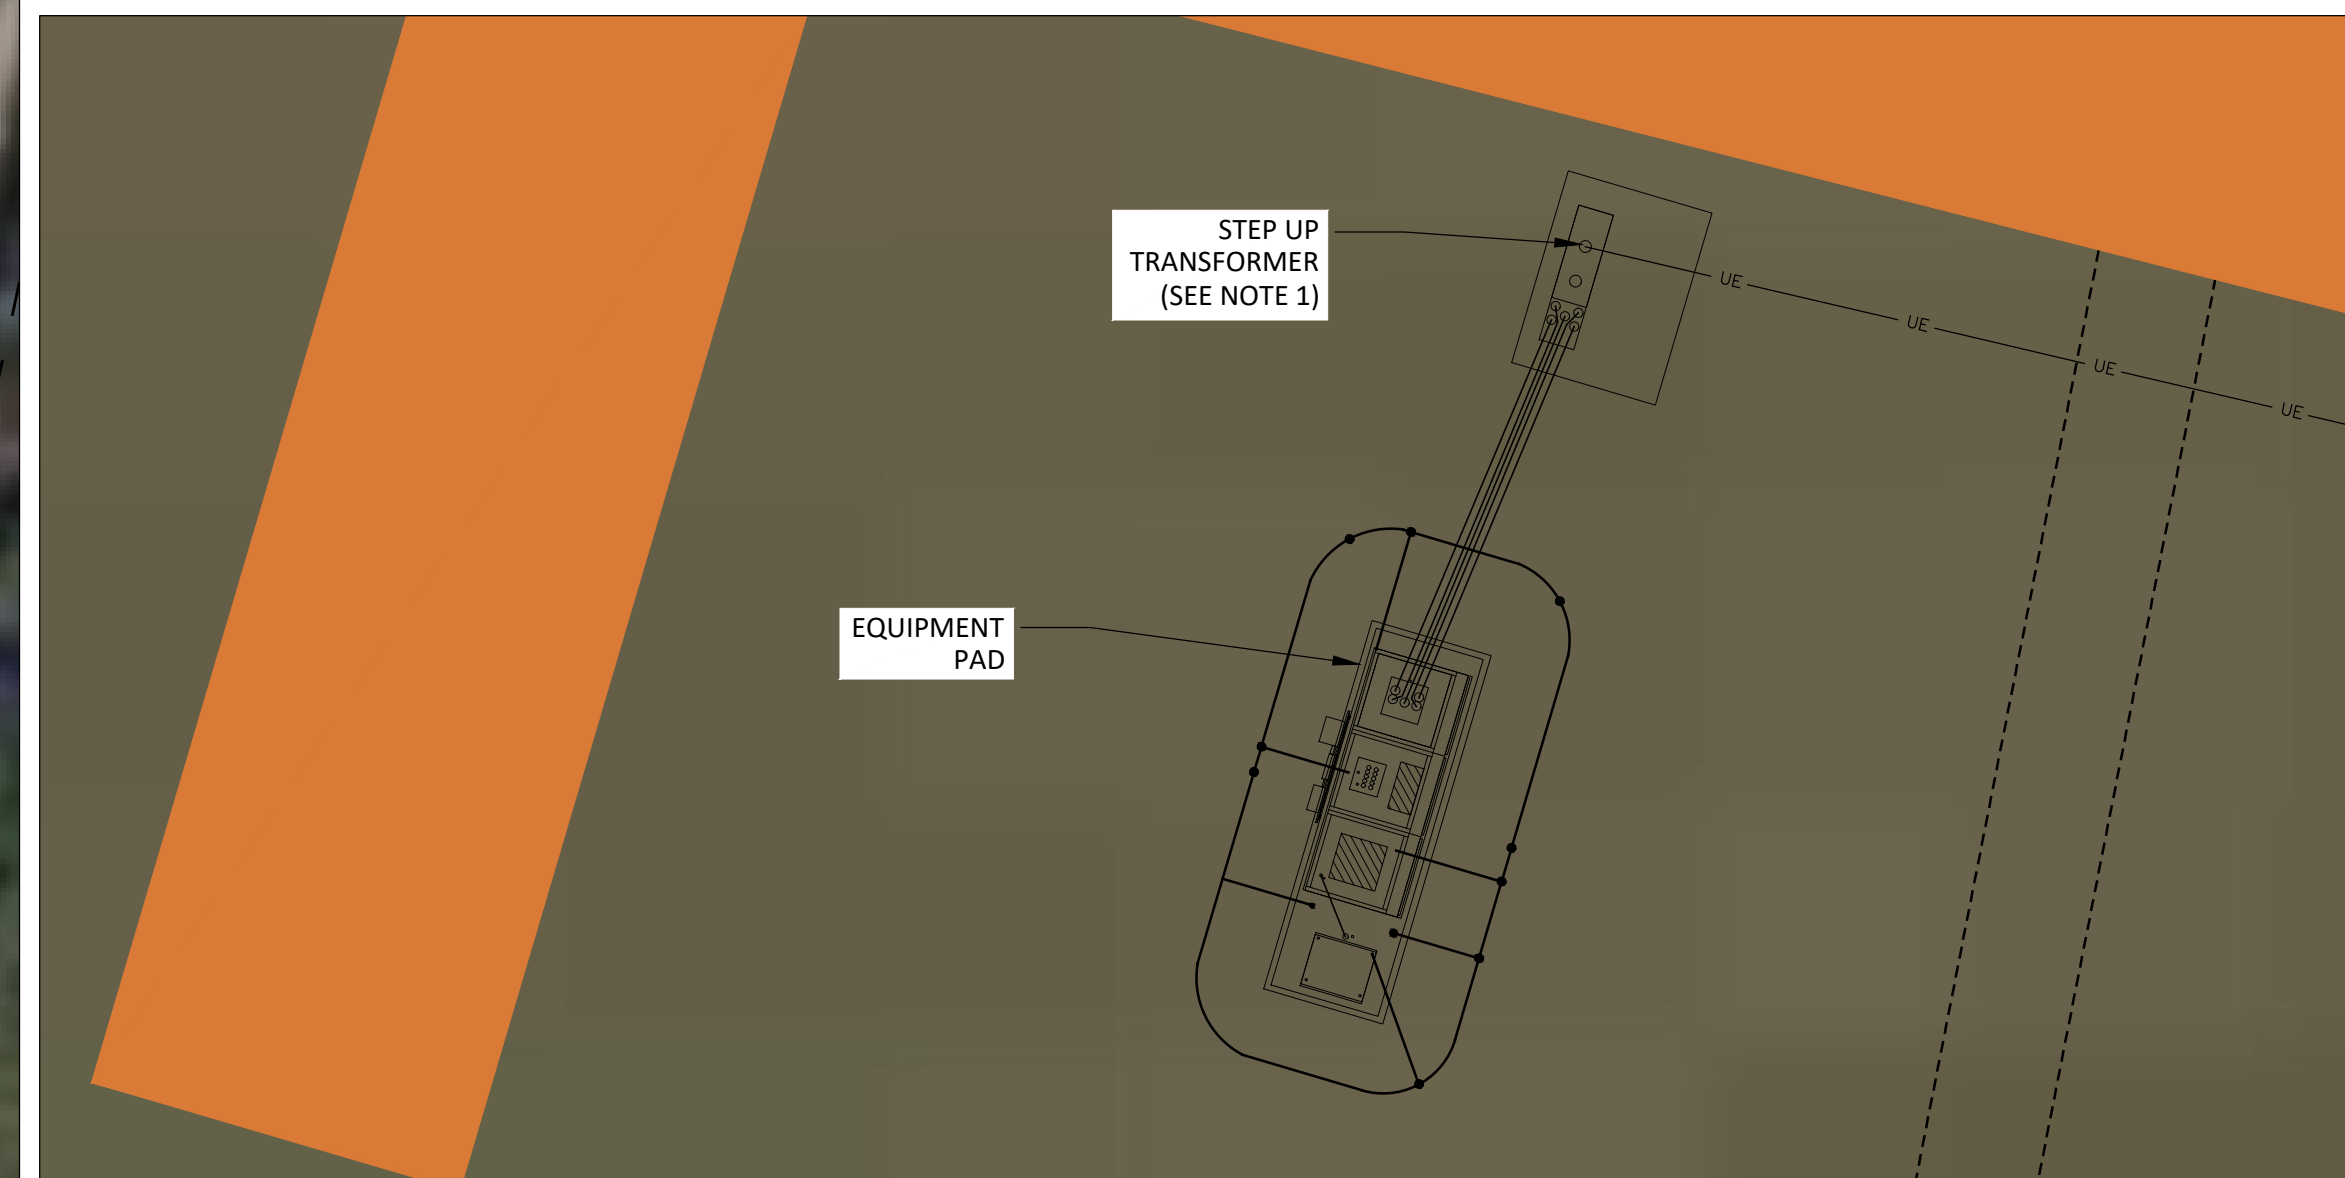 STEP UP
TRANSFORMER
(SEE NOTE 1)
UE
UE
UE
UE
EQUIPMENT
PAD